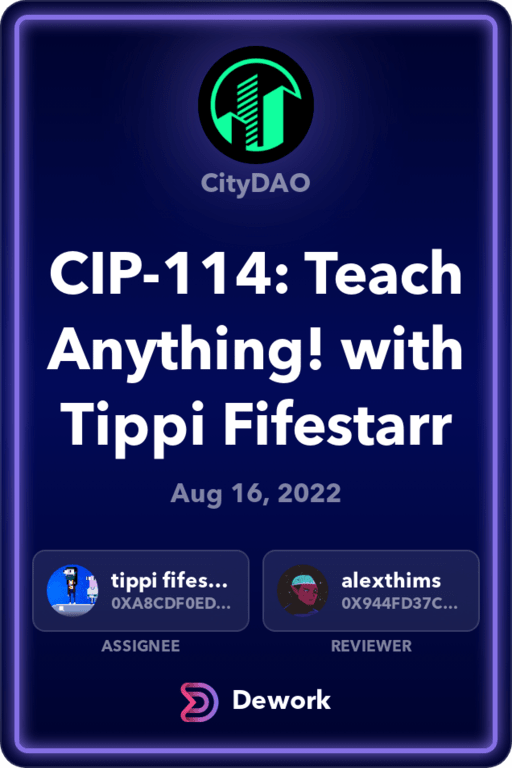 CityDAO
CIP-114: Teach
Anything! with
Tippi Fifestarr
Aug 16, 2022
tippi fifes...
0XA8CDF0ED...
ASSIGNEE
alexthims
0X944FD37C...
REVIEWER
Dework